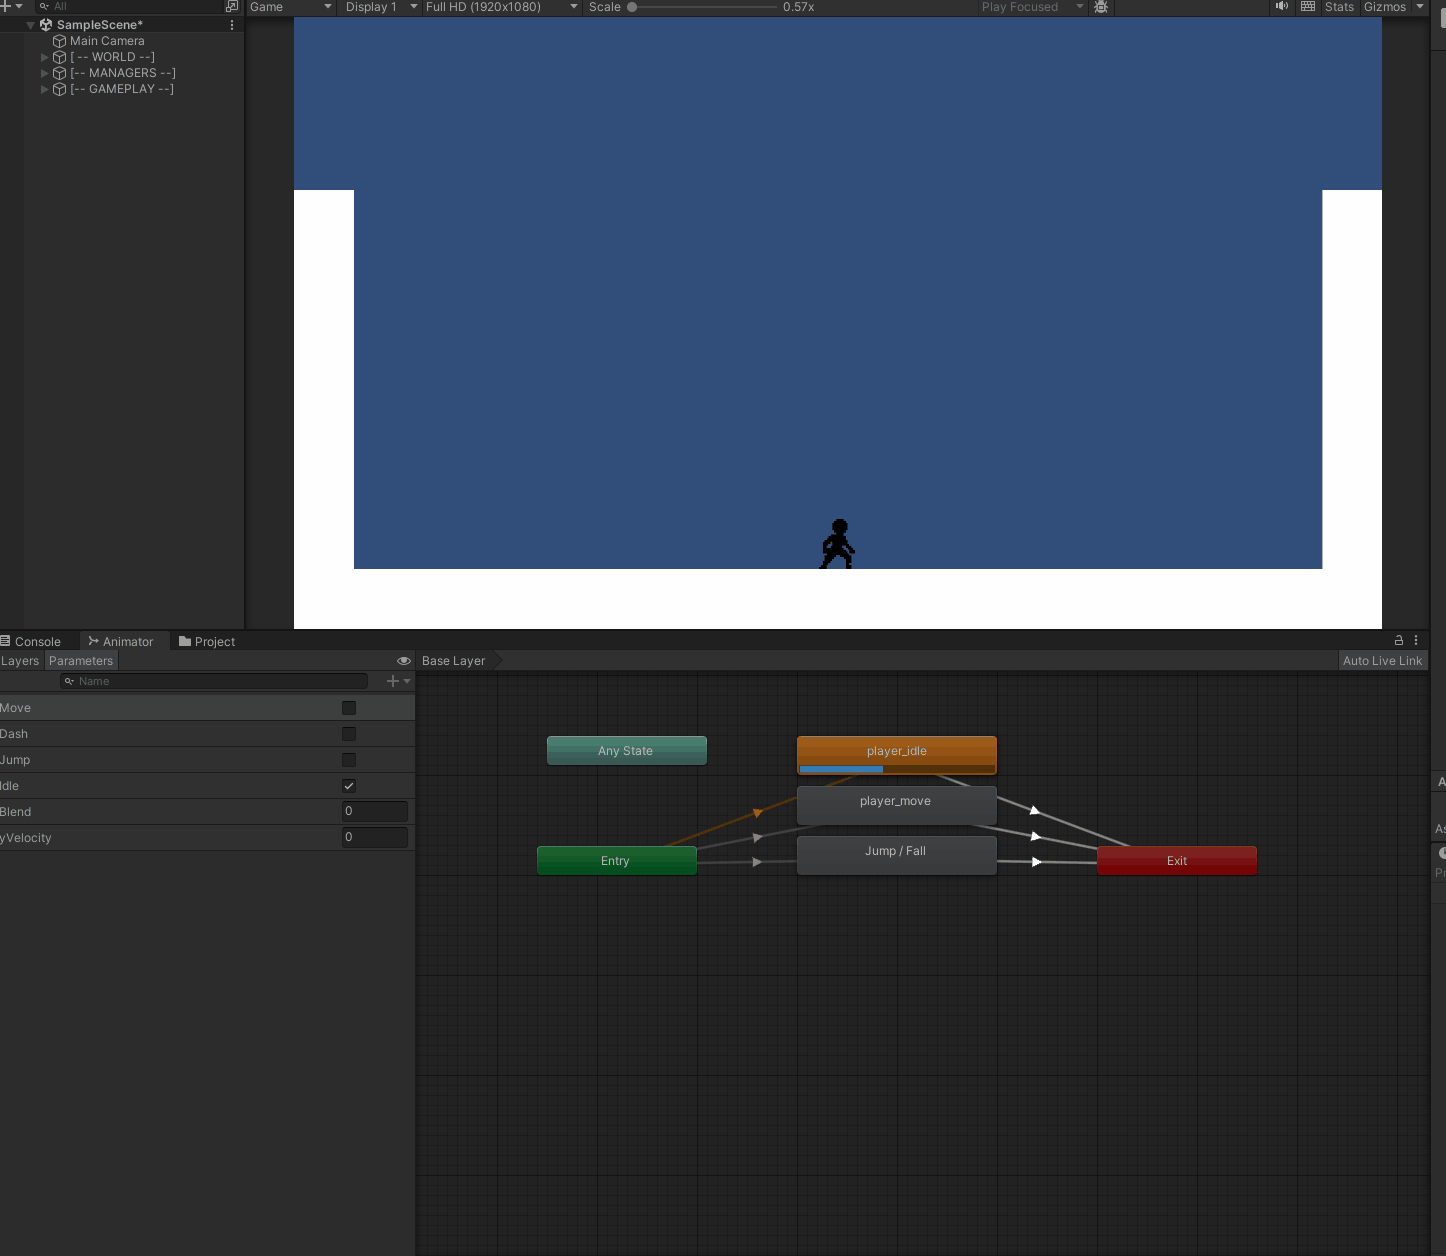 All
Game
Display 1
Full HD (1920x1080)
Scale
0.57x
Play Focused
Stats
Gizmos
SampleScene*
Main Camera
[ -- WORLD --]
[-- MANAGERS --]
[-- GAMEPLAY --]
Console
Animator
Project
Layers
Parameters
Base Layer
Auto Live Link
Name
Move
Dash
Jump
Idle
Blend
0
yVelocity
0
Any State
player_idle
player_move
Jump / Fall
Entry
Exit